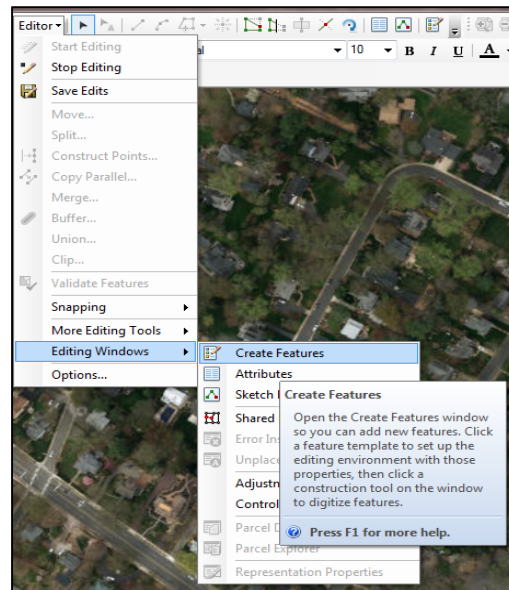 Editor
al
10
B I U A
Start Editing
Stop Editing
Save Edits
Move...
Split...
Construct Points...
Copy Parallel...
Merge...
Buffer...
Union...
Clip...
Validate Features
Snapping
More Editing Tools
Editing Windows
Options...
Create Features
Attributes
Sketch
Shared
Error In
Unplace
Adjustn
Control
Parcel
Parcel Explorer
Representation Properties
Create Features
Open the Create Features window
so you can add new features. Click
a feature template to set up the
editing environment with those
properties, then click a
construction tool on the window
to digitize features.
Press F1 for more help.